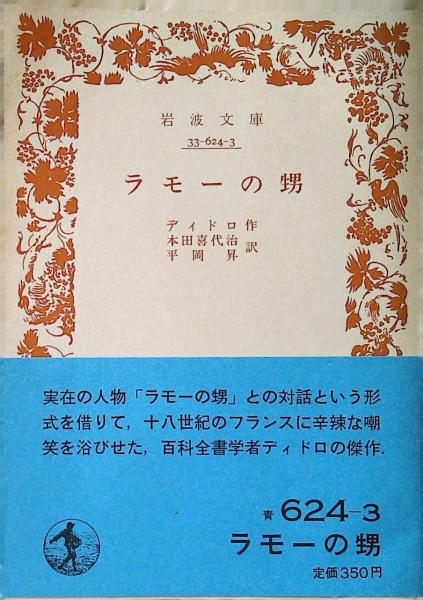 岩波文庫
33-624-3
ラモーの甥
ディドロ作
本田喜代治
平岡昇 訳
実在の人物「ラモーの甥」との対話という形
式を借りて，十八世紀のフランスに辛辣な嘲
笑を浴びせた，百科全書学者ディドロの傑作．
青 624-3
ラモーの甥
定価350円